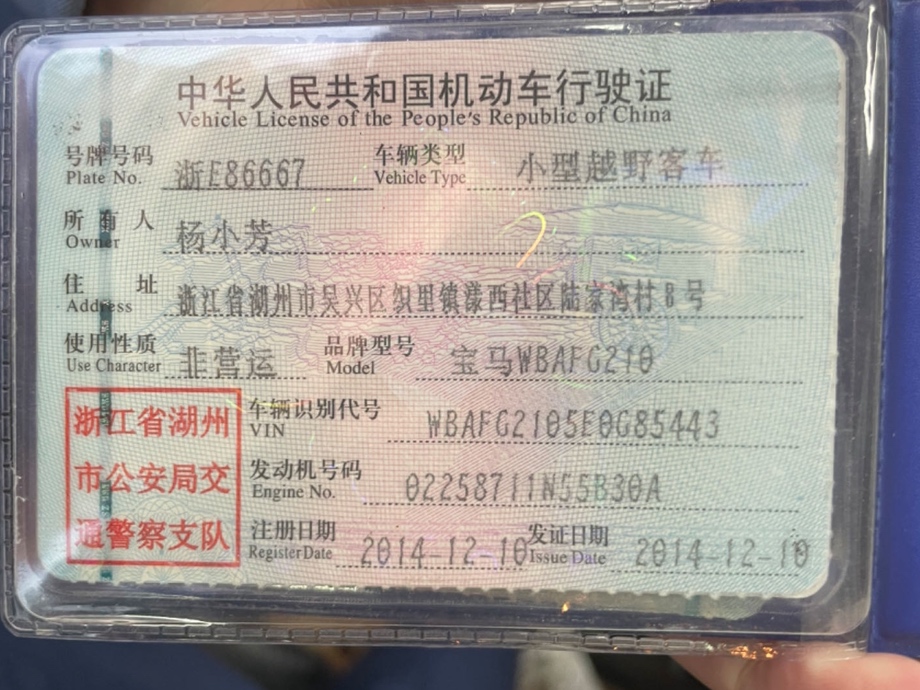 中华人民共和国机动车行驶证
Vehicle License of the People's Republic of China
号牌号码 浙E86667 车辆类型 小型越野客车
Plate No. Vehicle Type
所有人 杨小芳
Owner
住址 浙江省湖州市吴兴区织里镇漾西社区陆家湾村8号
Address
使用性质 非营运 品牌型号 宝马WBAFG210
Use Character Model
浙江省湖州 车辆识别代号 WBAFG2105E0G85443
VIN
市公安局交 发动机号码 02258711N55B30A
Engine No.
通警察支队 注册日期 2014-12-10 发证日期 2014-12-10
Register Date Issue Date